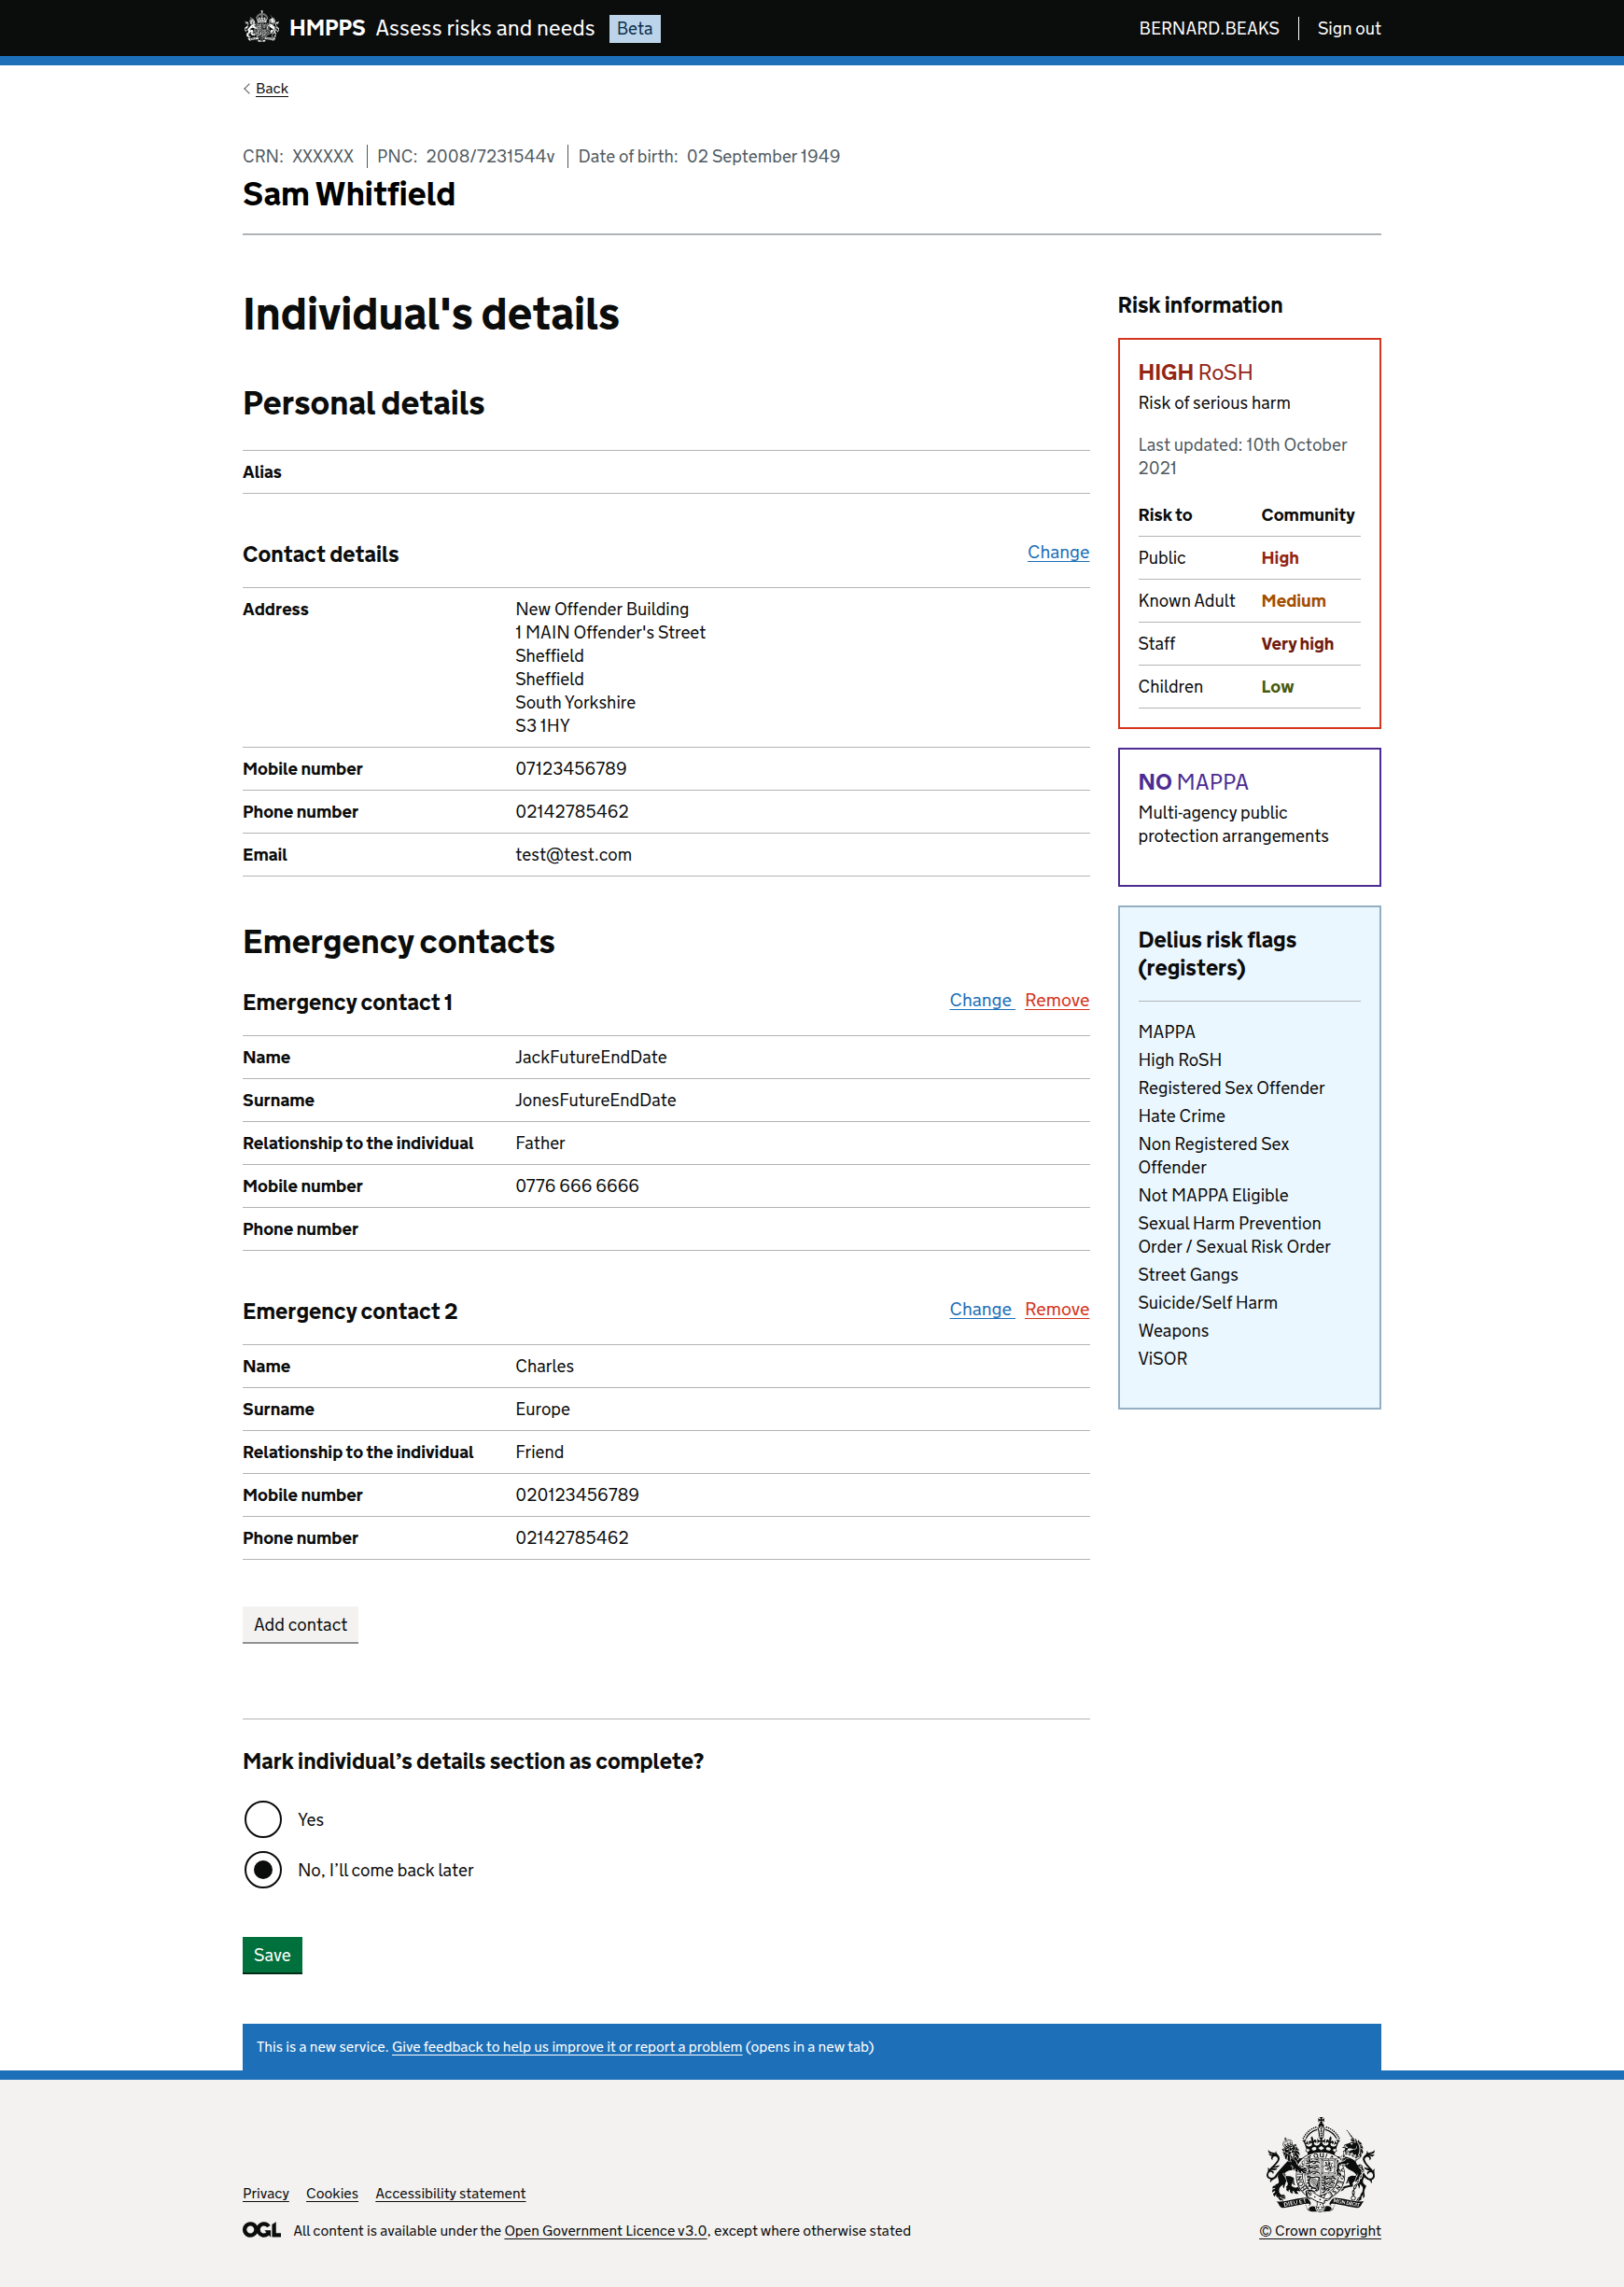 HMPPS Assess risks and needs Beta
BERNARD.BEAKS Sign out
Back
CRN: XXXXXX PNC: 2008/7231544v Date of birth: 02 September 1949
Sam Whitfield
Individual's details
Personal details
Alias
Contact details Change
Address New Offender Building
1 MAIN Offender's Street
Sheffield
Sheffield
South Yorkshire
S3 1HY
Mobile number 07123456789
Phone number 02142785462
Email test@test.com
Emergency contacts
Emergency contact 1 Change Remove
Name JackFutureEndDate
Surname JonesFutureEndDate
Relationship to the individual Father
Mobile number 0776 666 6666
Phone number
Emergency contact 2 Change Remove
Name Charles
Surname Europe
Relationship to the individual Friend
Mobile number 020123456789
Phone number 02142785462
Add contact
Mark individual’s details section as complete?
Yes
No, I’ll come back later
Save
Risk information
HIGH RoSH
Risk of serious harm
Last updated: 10th October
2021
Risk to Community
Public High
Known Adult Medium
Staff Very high
Children Low
NO MAPPA
Multi-agency public
protection arrangements
Delius risk flags
(registers)
MAPPA
High RoSH
Registered Sex Offender
Hate Crime
Non Registered Sex
Offender
Not MAPPA Eligible
Sexual Harm Prevention
Order / Sexual Risk Order
Street Gangs
Suicide/Self Harm
Weapons
ViSOR
This is a new service. Give feedback to help us improve it or report a problem (opens in a new tab)
Privacy Cookies Accessibility statement
OGL All content is available under the Open Government Licence v3.0, except where otherwise stated
© Crown copyright